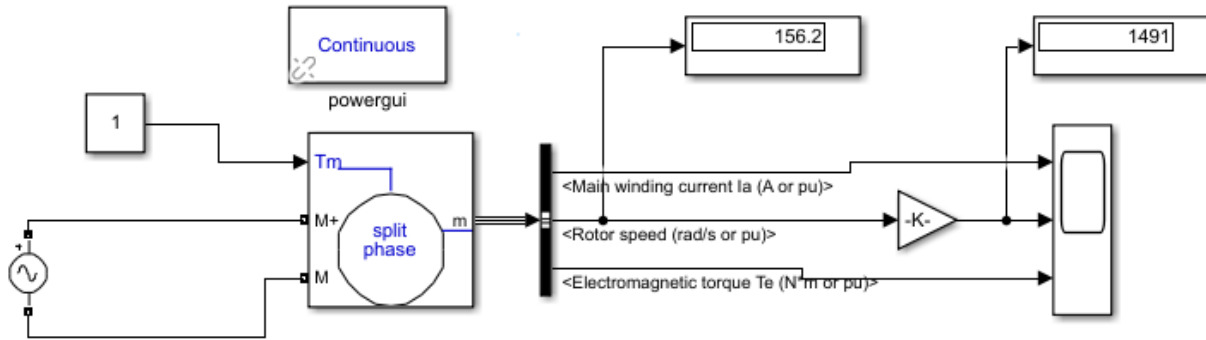 156.2
1491
Continuous
powergui
1
Tm
<Main winding current Ia (A or pu)>
M+
split
phase
m
-K-
<Rotor speed (rad/s or pu)>
+
M
<Electromagnetic torque Te (N*m or pu)>